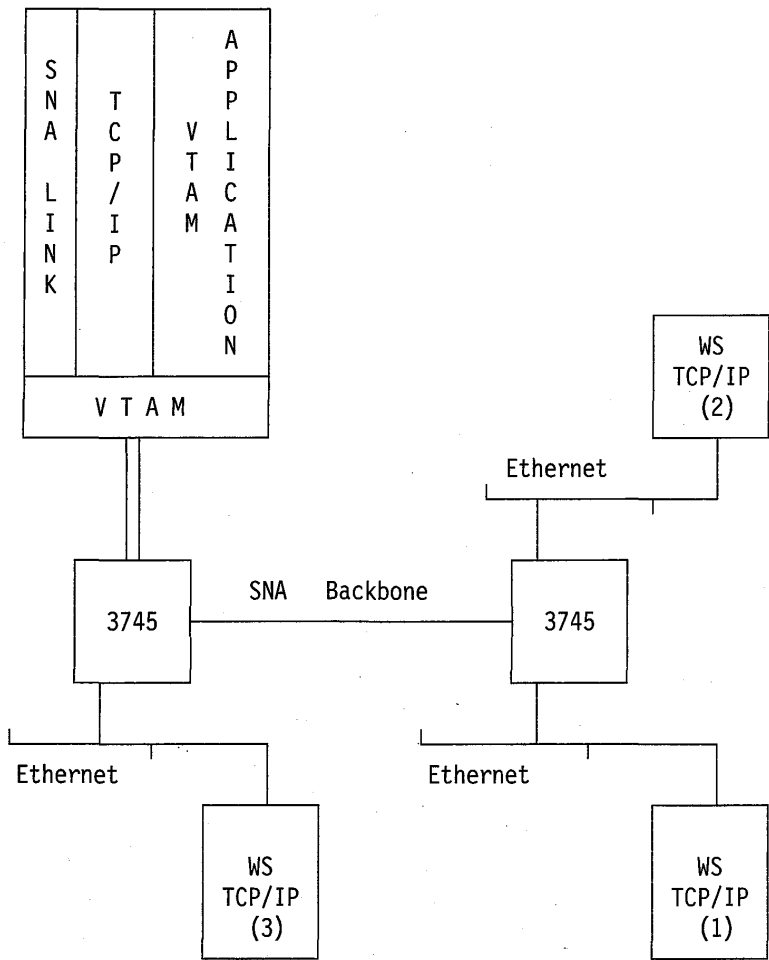 SNA LINK
TCP/IP
VTAM
APPLICATION
VTAM
WS
TCP/IP
(2)
Ethernet
SNA Backbone
3745
3745
Ethernet
Ethernet
WS
TCP/IP
(3)
WS
TCP/IP
(1)